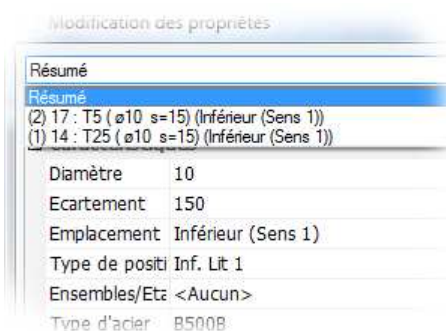 Modification des propriétés
Résumé
Résumé
(2) 17 : T5 ( ø10 s=15) (Inférieur (Sens 1))
(1) 14 : T25 ( ø10 s=15) (Inférieur (Sens 1))
Diamètre 10
Ecartement 150
Emplacement Inférieur (Sens 1)
Type de positi Inf. Lit 1
Ensembles/Eta <Aucun>
Type d'acier B500B